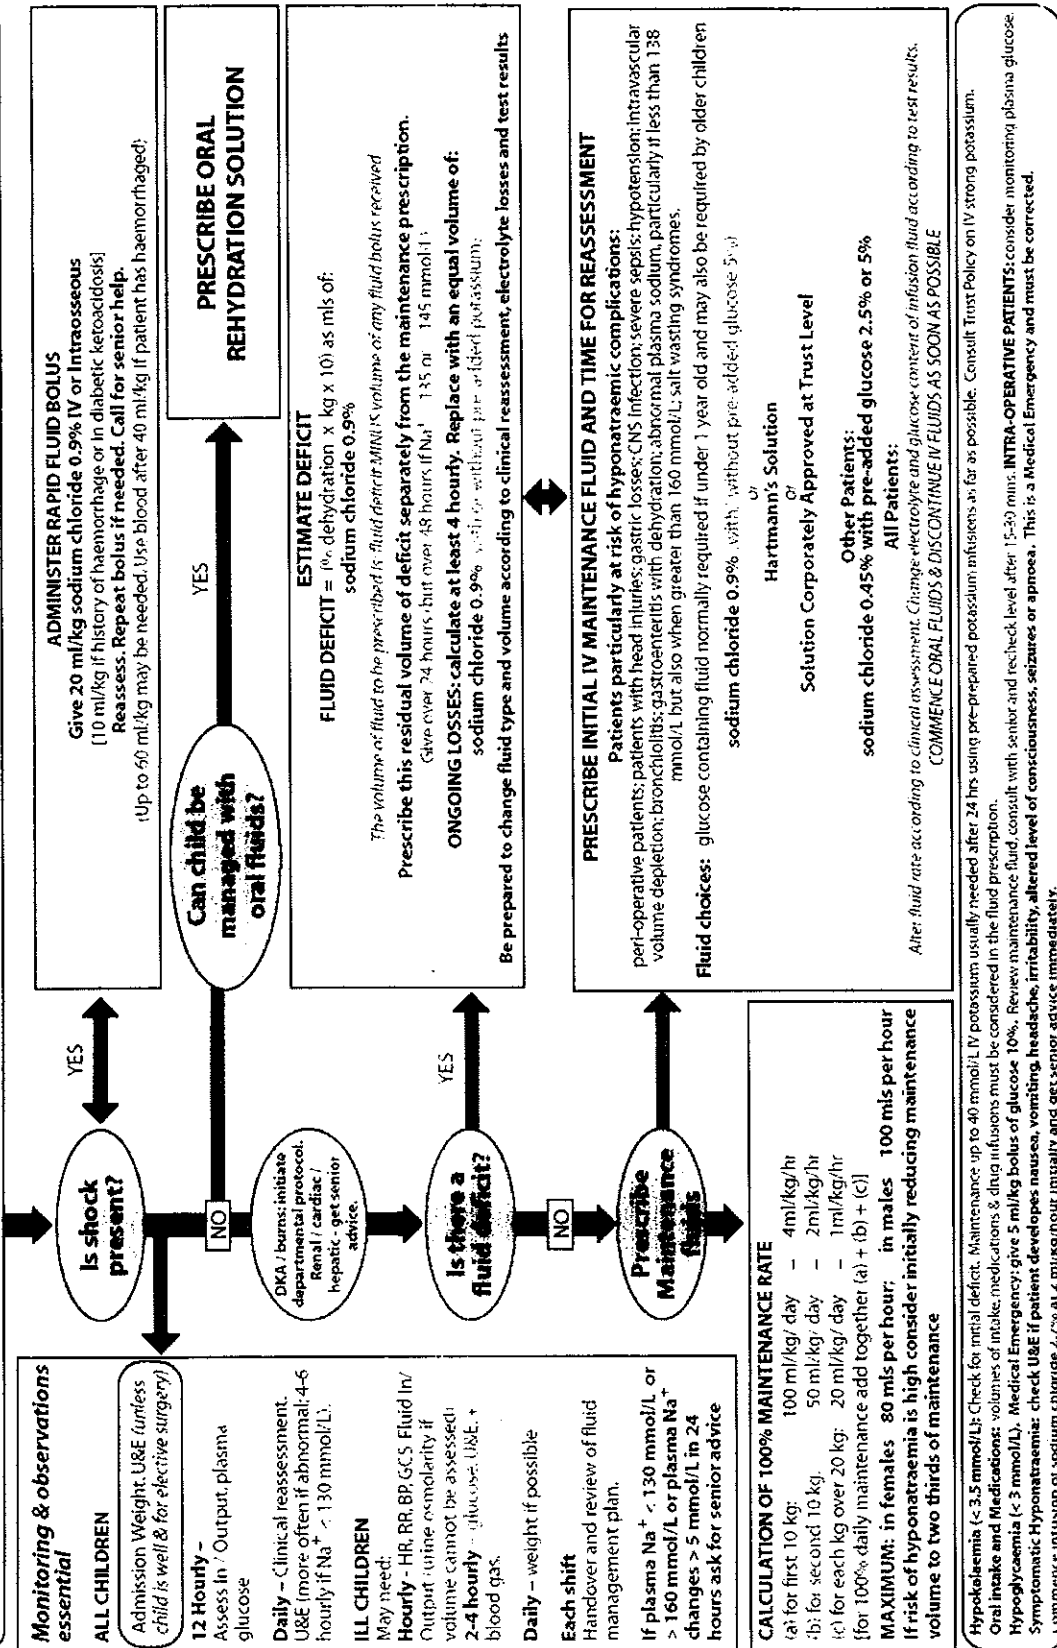 Is shock
present?
YES
ADMINISTER RAPID FLUID BOLUS
Give 20 ml/kg sodium chloride 0.9% IV or Intraosseous
[10 ml/kg if history of haemorrhage or in diabetic ketoacidosis]
Reassess. Repeat bolus if needed. Call for senior help.
(Up to 60 ml/kg may be needed. Use blood after 40 ml/kg if patient has haemorrhaged)
NO
Can child be
managed with
oral fluids?
YES
PRESCRIBE ORAL
REHYDRATION SOLUTION
DKA / burns: initiate
departmental protocol.
Renal / cardiac /
hepatic - get senior
advice.
Is there a
fluid deficit?
YES
ESTIMATE DEFICIT
FLUID DEFICIT = (% dehydration x kg x 10) as mls of:
sodium chloride 0.9%
The volume of fluid to be prescribed is fluid deficit MINUS volume of any fluid bolus received
Prescribe this residual volume of deficit separately from the maintenance prescription.
Give over 24 hours but over 48 hours if Na+ 135 or 145 mmol
ONGOING LOSSES: calculate at least 4 hourly. Replace with an equal volume of:
sodium chloride 0.9% with or without pre-added potassium
Be prepared to change fluid type and volume according to clinical reassessment, electrolyte losses and test results
NO
Prescribe
Maintenance
fluids
PRESCRIBE INITIAL IV MAINTENANCE FLUID AND TIME FOR REASSESSMENT
Patients particularly at risk of hyponatraemic complications:
peri-operative patients; patients with head injuries; gastric losses; CNS Infection; severe sepsis; hypotension; intravascular
volume depletion; bronchiolitis; gastroenteritis with dehydration; abnormal plasma sodium, particularly if less than 138
mmol/L but also when greater than 160 mmol/L; salt wasting syndromes.
Fluid choices: glucose containing fluid normally required if under 1 year old and may also be required by older children
sodium chloride 0.9% with/without pre-added glucose 5%
or
Hartmann's Solution
or
Solution Corporately Approved at Trust Level
Other Patients:
sodium chloride 0.45% with pre-added glucose 2.5% or 5%
All Patients:
Alter fluid rate according to clinical assessment. Change electrolyte and glucose content of infusion fluid according to test results.
COMMENCE ORAL FLUIDS & DISCONTINUE IV FLUIDS AS SOON AS POSSIBLE
Monitoring & observations
essential
ALL CHILDREN
Admission Weight. U&E (unless
child is well & for elective surgery)
12 Hourly –
Assess In / Output, plasma
glucose
Daily – Clinical reassessment.
U&E (more often if abnormal; 4-6
hourly if Na+ < 130 mmol/L).
ILL CHILDREN
May need:
Hourly - HR, RR, BP, GCS Fluid In/
Output (urine osmolarity if
volume cannot be assessed)
2-4 hourly - glucose, U&E, +
blood gas.
Daily – weight if possible
Each shift
Handover and review of fluid
management plan.
If plasma Na+ < 130 mmol/L or
> 160 mmol/L or plasma Na+
changes > 5 mmol/L in 24
hours ask for senior advice
CALCULATION OF 100% MAINTENANCE RATE
(a) for first 10 kg: 100 ml/kg/ day – 4ml/kg/hr
(b) for second 10 kg: 50 ml/kg/ day – 2ml/kg/hr
(c) for each kg over 20 kg: 20 ml/kg/ day – 1ml/kg/hr
[for 100% daily maintenance add together (a) + (b) + (c)]
MAXIMUM: in females 80 mls per hour; in males 100 mls per hour
If risk of hyponatraemia is high consider initially reducing maintenance
volume to two thirds of maintenance
Hypokalaemia (< 3.5 mmol/L): Check for initial deficit. Maintenance up to 40 mmol/L IV potassium usually needed after 24 hrs using pre-prepared potassium infusions as far as possible. Consult Trust Policy on IV strong potassium.
Oral intake and Medications: volumes of intake, medications & drug infusions must be considered in the fluid prescription.
Hypoglycaemia (< 3 mmol/L). Medical Emergency: give 5 ml/kg bolus of glucose 10%. Review maintenance fluid, consult with senior and recheck level after 15-30 mins. INTRA-OPERATIVE PATIENTS: consider monitoring plasma glucose.
Symptomatic Hyponatraemia: check U&E if patient develops nausea, vomiting, headache, irritability, altered level of consciousness, seizures or apnoea. This is a Medical Emergency and must be corrected.